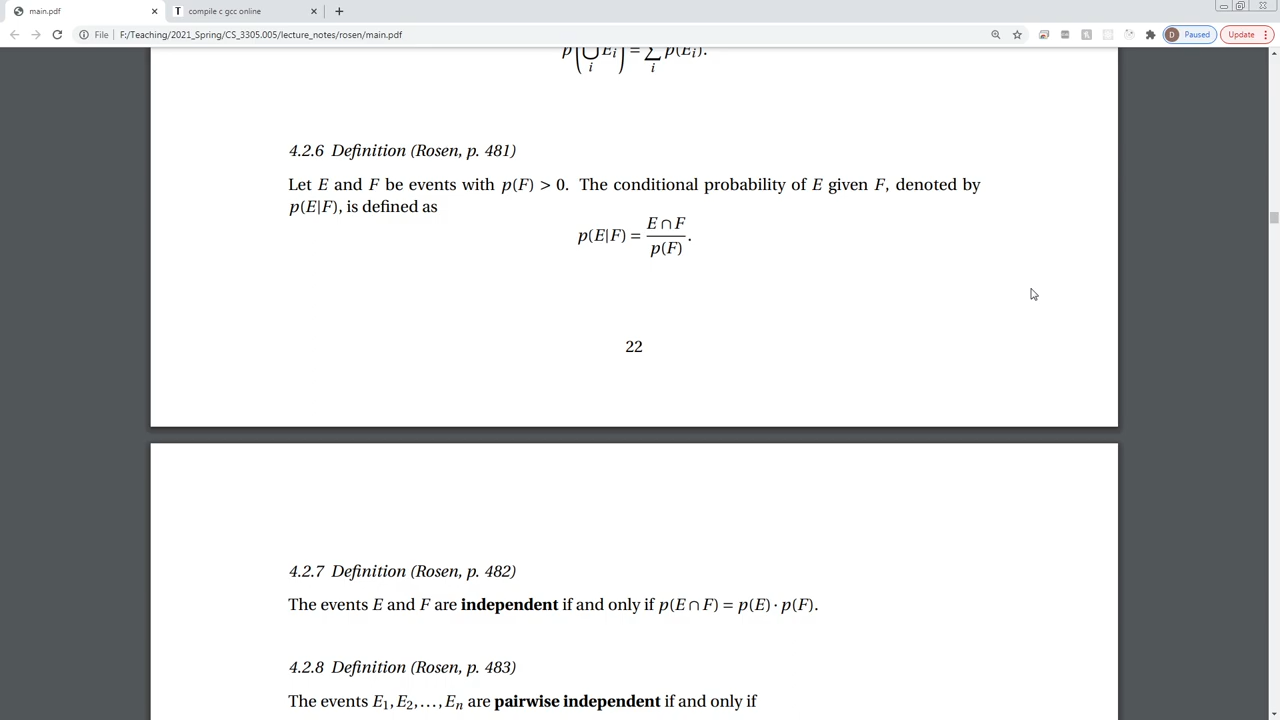 main.pdf
compile c gcc online
File | F:/Teaching/2021_Spring/CS_3305.005/lecture_notes/rosen/main.pdf
D Paused
Update
p(⋃ᵢ Eᵢ) = ∑ᵢ p(Eᵢ).
4.2.6 Definition (Rosen, p. 481)
Let E and F be events with p(F) > 0. The conditional probability of E given F, denoted by
p(E|F), is defined as
p(E|F) = E ∩ F / p(F).
22
4.2.7 Definition (Rosen, p. 482)
The events E and F are independent if and only if p(E ∩ F) = p(E) · p(F).
4.2.8 Definition (Rosen, p. 483)
The events E₁, E₂, …, Eₙ are pairwise independent if and only if